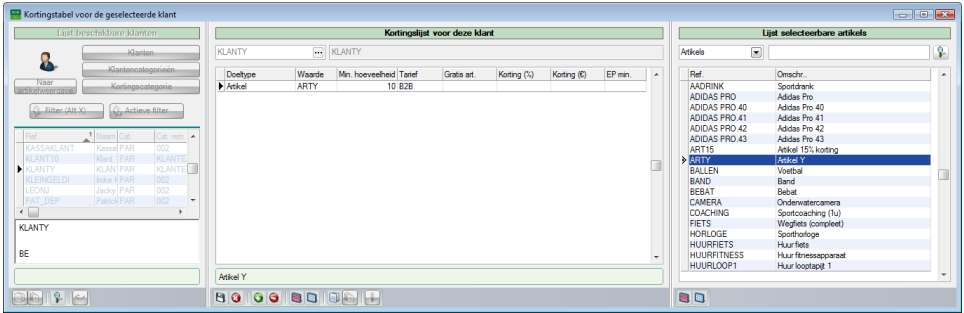 Kortingstabel voor de geselecteerde klant
Lijst beschikbare klanten
Klanten
Klantencategorieën
Naar artikelweergave
Kortingscategorie
Filter (Alt X)
Actieve filter
Ref. 1 Naam Cat. Cat. rem.
KASSAKLANT Kassal PAR 002
KLANT10 Klant PAR KLANTE
KLANTY KLAN PAR KLANTE
KLEINGELDI Imke K PAR 002
LEONJ Jacky PAR 002
PAT_DEP Patrick PAR 002
KLANTY
BE
Kortingslijst voor deze klant
KLANTY ... KLANTY
Doeltype Waarde Min. hoeveelheid Tarief Gratis art. Korting (%) Korting (€) EP min.
Artikel ARTY 10 B2B
Artikel Y
Lijst selecteerbare artikels
Artikels
Ref. Omschr..
AADRINK Sportdrank
ADIDAS PRO Adidas Pro
ADIDAS PRO.40 Adidas Pro 40
ADIDAS PRO.41 Adidas Pro 41
ADIDAS PRO.42 Adidas Pro 42
ADIDAS PRO.43 Adidas Pro 43
ART15 Artikel 15% korting
ARTY Artikel Y
BALLEN Voetbal
BAND Band
BEBAT Bebat
CAMERA Onderwatercamera
COACHING Sportcoaching (1u)
FIETS Wegfiets (compleet)
HORLOGE Sporthorloge
HUURFIETS Huur fiets
HUURFITNESS Huur fitnessapparaat
HUURLOOP1 Huur looptapijt 1